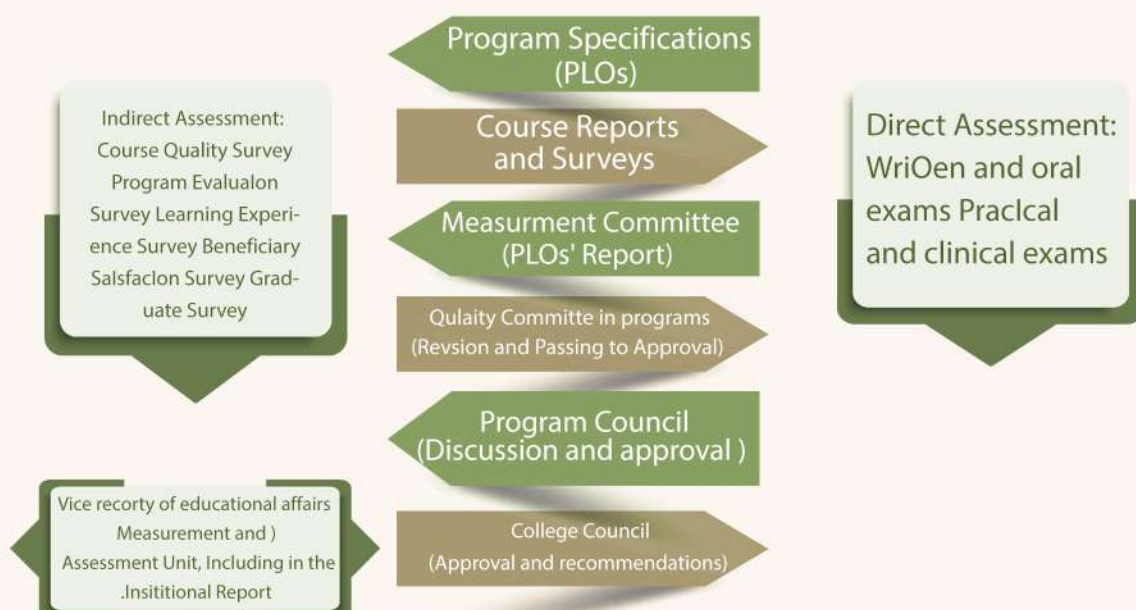 Program Specifications
(PLOs)
Indirect Assessment:
Course Quality Survey
Program Evalualon
Survey Learning Experi-
ence Survey Beneficiary
Salsfaclon Survey Grad-
uate Survey
Course Reports
and Surveys
Direct Assessment:
WriOen and oral
exams PracIcal
and clinical exams
Measurment Committee
(PLOs' Report)
Qulaity Committe in programs
(Revsion and Passing to Approval)
Program Council
(Discussion and approval )
Vice recorty of educational affairs
Measurement and )
Assessment Unit, Including in the
.Insititional Report
College Council
(Approval and recommendations)